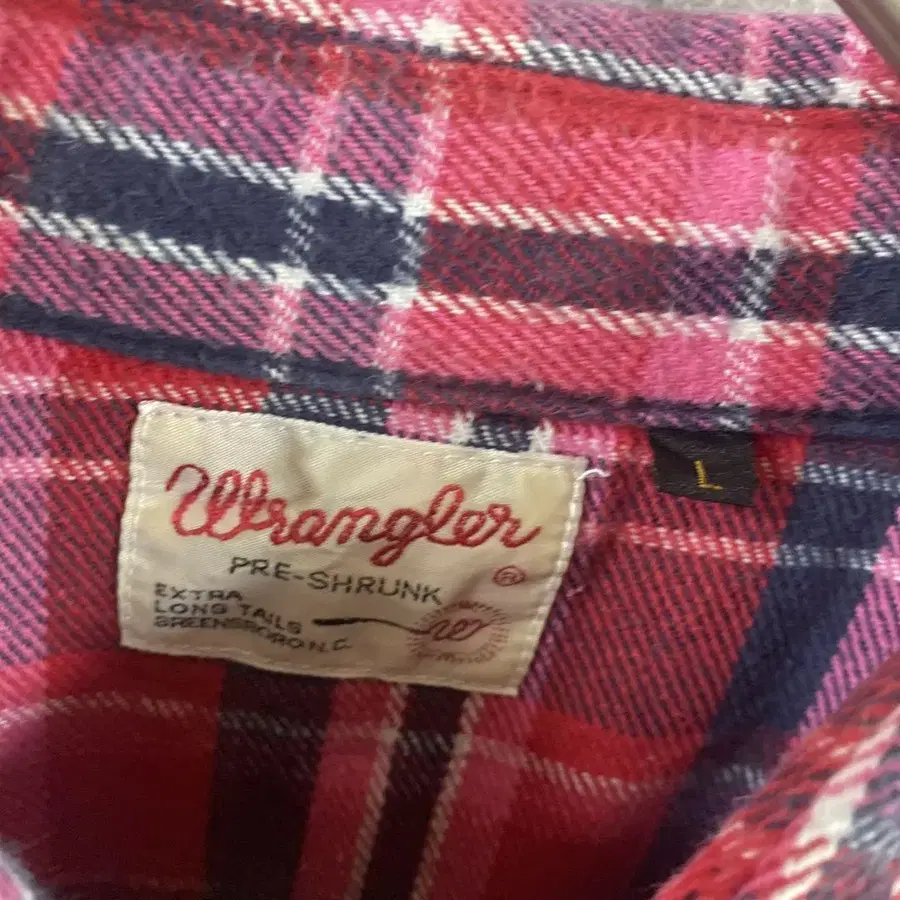 Wrangler
®
PRE-SHRUNK
EXTRA
LONG TAILS
GREENSBORO N.C
W
L